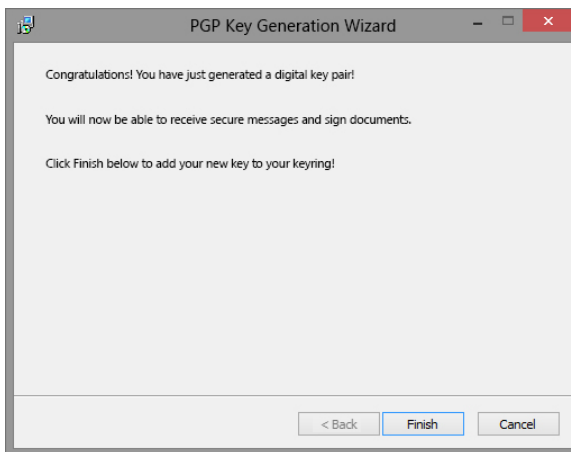 PGP Key Generation Wizard
Congratulations! You have just generated a digital key pair!
You will now be able to receive secure messages and sign documents.
Click Finish below to add your new key to your keyring!
< Back Finish Cancel